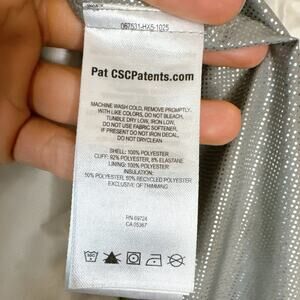 067531-HX5-1025
Pat CSCPatents.com
MACHINE WASH COLD, REMOVE PROMPTLY-
WITH LIKE COLORS, DO NOT BLEACH,
TUMBLE DRY LOW, IRON LOW,
DO NOT USE FABRIC SOFTENER,
IF PRESENT DO NOT IRON DECAL,
DO NOT DRYCLEAN
SHELL: 100% POLYESTER
CUFF: 92% POLYESTER, 8% ELASTANE
LINING: 100% POLYESTER
INSULATION:
50% POLYESTER, 50% RECYCLED POLYESTER
EXCLUSIVE OF TRIMMING
RN 69724
CA 05367